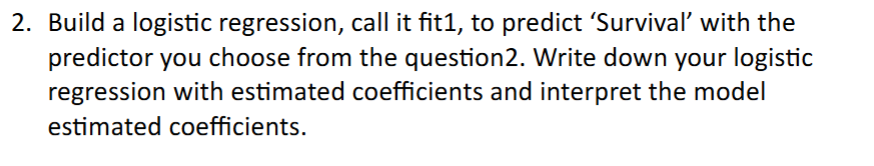 2. Build a logistic regression, call it fit1, to predict ‘Survival’ with the
predictor you choose from the question2. Write down your logistic
regression with estimated coefficients and interpret the model
estimated coefficients.